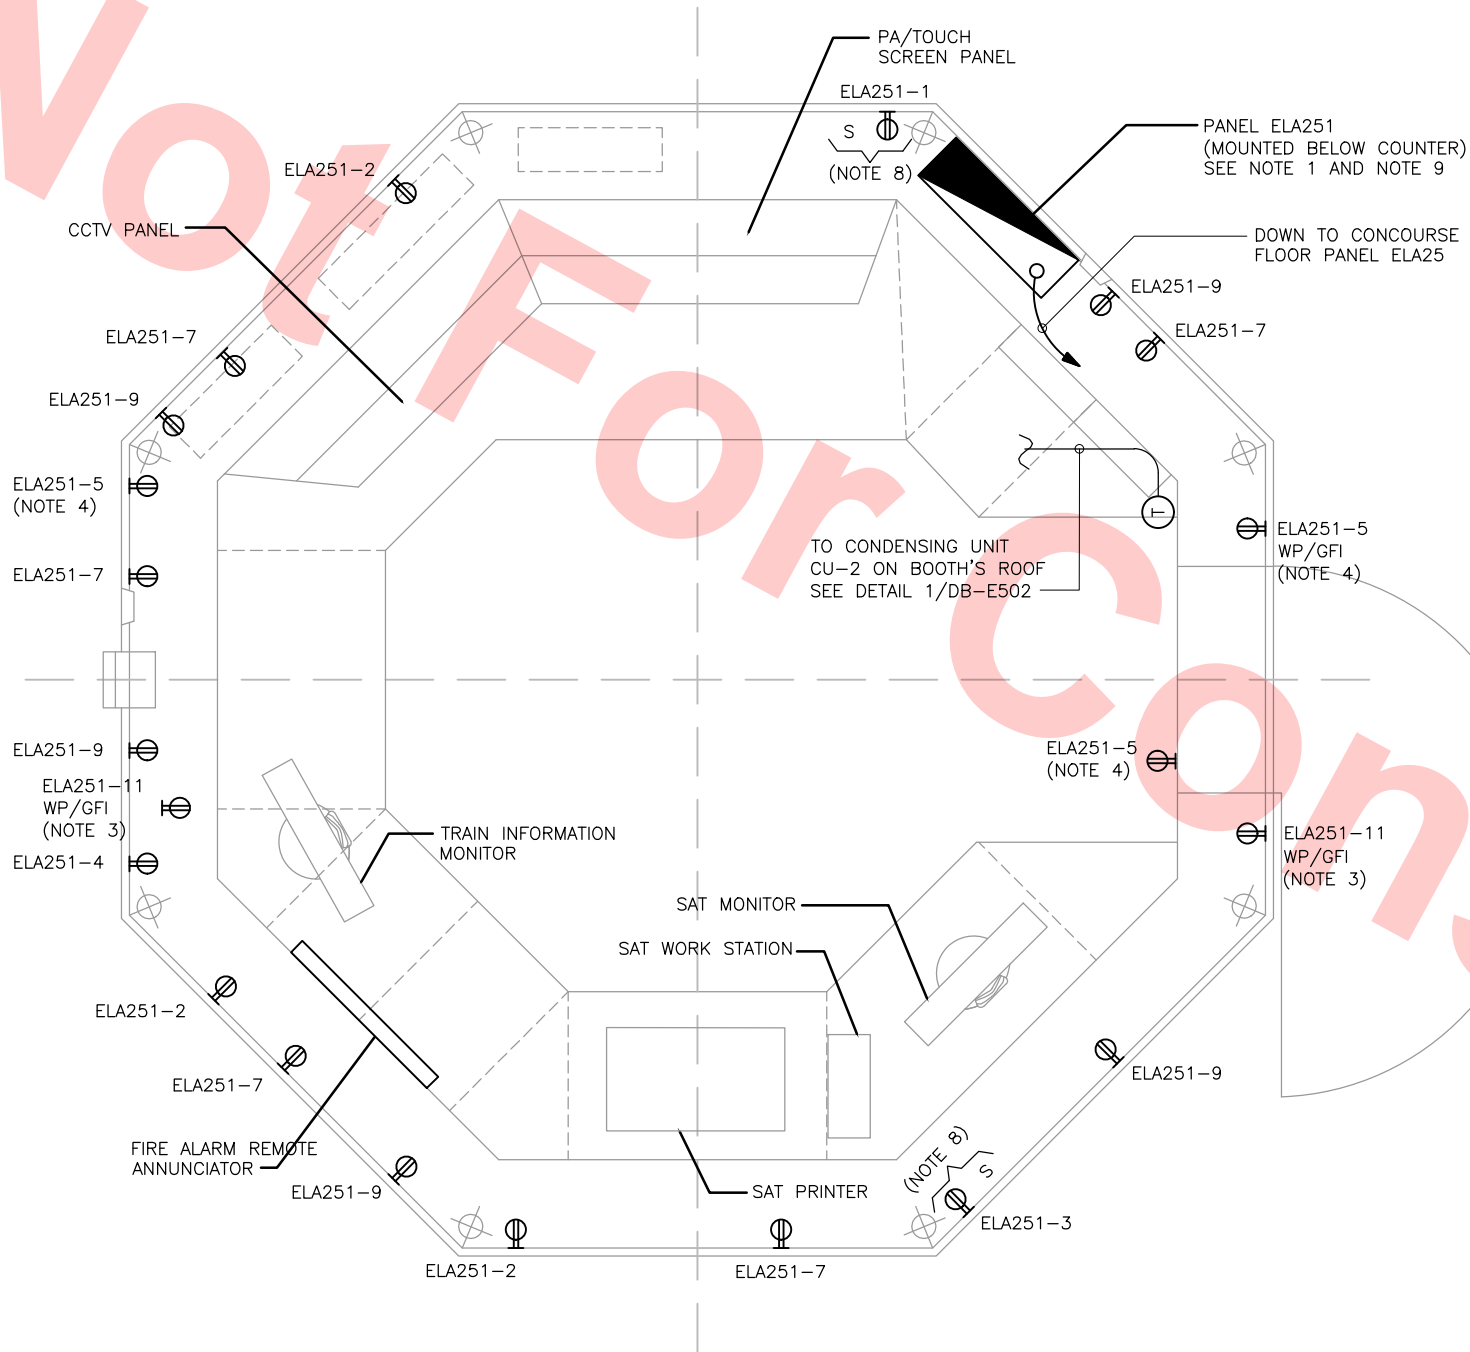 PA/TOUCH
SCREEN PANEL
ELA251-1
S
(NOTE 8)
PANEL ELA251
(MOUNTED BELOW COUNTER)
SEE NOTE 1 AND NOTE 9
ELA251-2
CCTV PANEL
DOWN TO CONCOURSE
FLOOR PANEL ELA25
ELA251-9
ELA251-7
ELA251-7
ELA251-9
ELA251-5
(NOTE 4)
T
ELA251-5
WP/GFI
(NOTE 4)
TO CONDENSING UNIT
CU-2 ON BOOTH'S ROOF
SEE DETAIL 1/DB-E502
ELA251-7
ELA251-9
ELA251-5
(NOTE 4)
ELA251-11
WP/GFI
(NOTE 3)
ELA251-4
TRAIN INFORMATION
MONITOR
ELA251-11
WP/GFI
(NOTE 3)
SAT MONITOR
SAT WORK STATION
ELA251-2
ELA251-7
ELA251-9
FIRE ALARM REMOTE
ANNUNCIATOR
ELA251-9
SAT PRINTER
(NOTE 8)
S
ELA251-3
ELA251-2
ELA251-7
Not For Cons